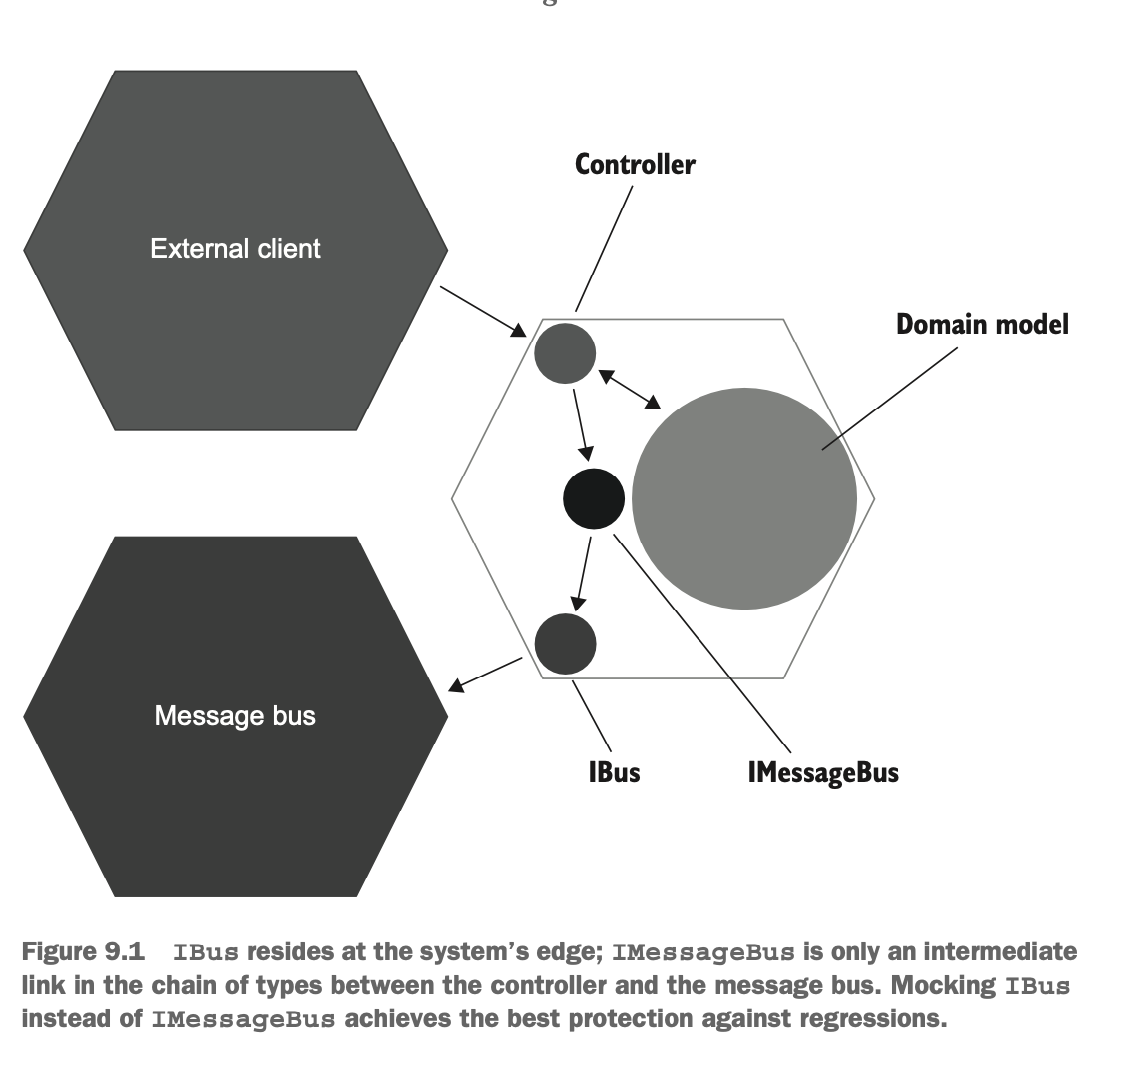 Controller
External client
Domain model
Message bus
IBus
IMessageBus
Figure 9.1 IBus resides at the system’s edge; IMessageBus is only an intermediate
link in the chain of types between the controller and the message bus. Mocking IBus
instead of IMessageBus achieves the best protection against regressions.